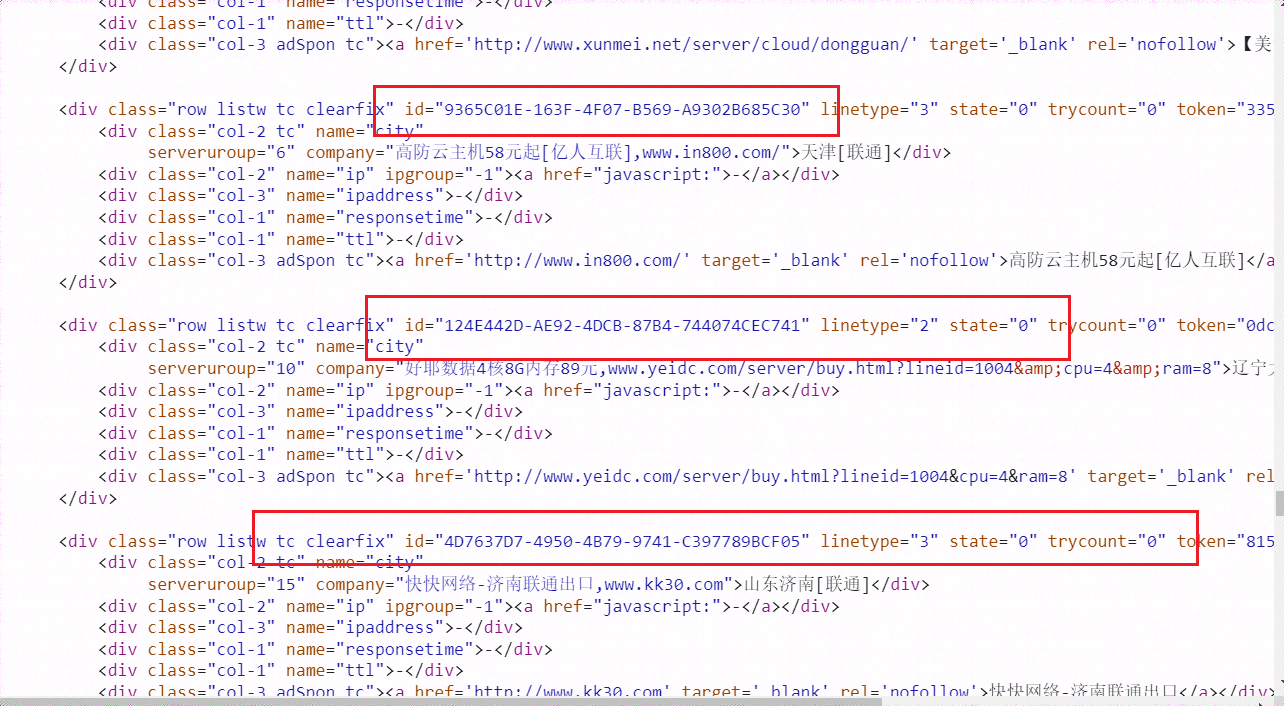 <div class="col-1" name="responsetime">-</div>
<div class="col-1" name="ttl">-</div>
<div class="col-3 adSpon tc"><a href='http://www.xunmei.net/server/cloud/dongguan/' target='_blank' rel='nofollow'>【美
</div>
<div class="row listw tc clearfix" id="9365C01E-163F-4F07-B569-A9302B685C30" linetype="3" state="0" trycount="0" token="335
<div class="col-2 tc" name="city"
serveruroup="6" company="高防云主机58元起[亿人互联],www.in800.com/">天津[联通]</div>
<div class="col-2" name="ip" ipgroup="-1"><a href="javascript:">-</a></div>
<div class="col-3" name="ipaddress">-</div>
<div class="col-1" name="responsetime">-</div>
<div class="col-1" name="ttl">-</div>
<div class="col-3 adSpon tc"><a href='http://www.in800.com/' target='_blank' rel='nofollow'>高防云主机58元起[亿人互联]</a
</div>
<div class="row listw tc clearfix" id="124E442D-AE92-4DCB-87B4-744074CEC741" linetype="2" state="0" trycount="0" token="0dc
<div class="col-2 tc" name="city"
serveruroup="10" company="好耶数据4核8G内存89元,www.yeidc.com/server/buy.html?lineid=1004&amp;cpu=4&amp;ram=8">辽宁
<div class="col-2" name="ip" ipgroup="-1"><a href="javascript:">-</a></div>
<div class="col-3" name="ipaddress">-</div>
<div class="col-1" name="responsetime">-</div>
<div class="col-1" name="ttl">-</div>
<div class="col-3 adSpon tc"><a href='http://www.yeidc.com/server/buy.html?lineid=1004&cpu=4&ram=8' target='_blank' rel
</div>
<div class="row listw tc clearfix" id="4D7637D7-4950-4B79-9741-C397789BCF05" linetype="3" state="0" trycount="0" token="815
<div class="col-2 tc" name="city"
serveruroup="15" company="快快网络-济南联通出口,www.kk30.com">山东济南[联通]</div>
<div class="col-2" name="ip" ipgroup="-1"><a href="javascript:">-</a></div>
<div class="col-3" name="ipaddress">-</div>
<div class="col-1" name="responsetime">-</div>
<div class="col-1" name="ttl">-</div>
<div class="col-3 adSpon tc"><a href='http://www.kk30.com' target='_blank' rel='nofollow'>快快网络-济南联通出口</a></div>